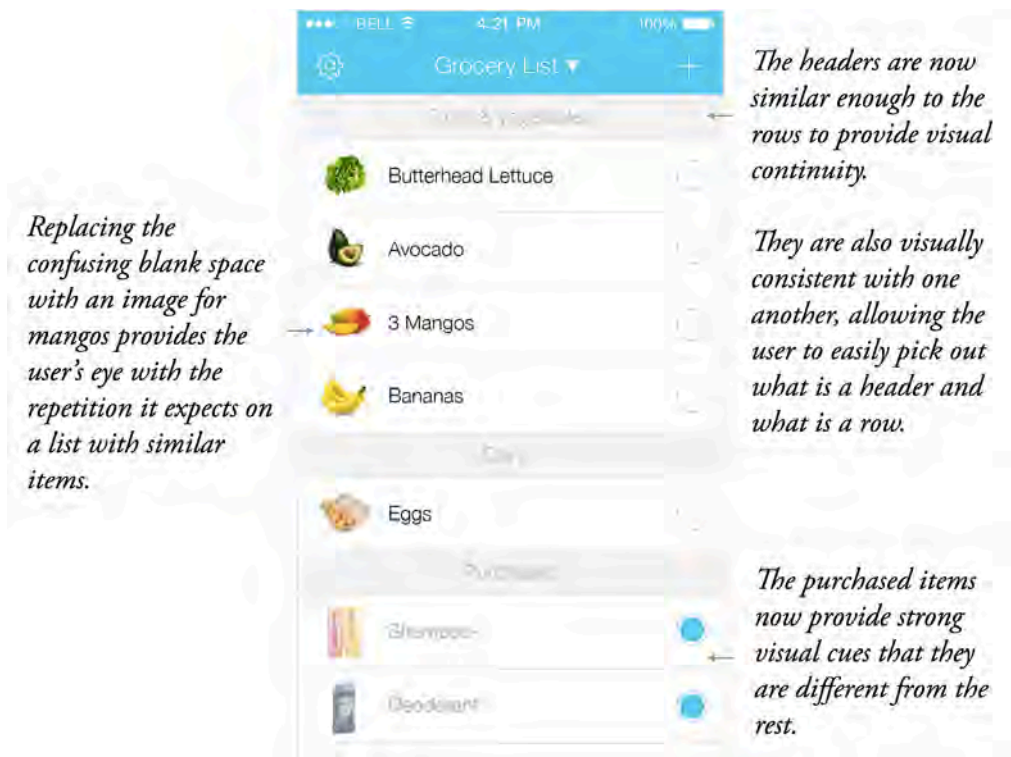 BELL 4:21 PM 100%
Grocery List ▼
Butterhead Lettuce
Avocado
3 Mangos
Bananas
Eggs
Purchased
Shampoo
Deodorant
Replacing the
confusing blank space
with an image for
mangos provides the
user’s eye with the
repetition it expects on
a list with similar
items.
The headers are now
similar enough to the
rows to provide visual
continuity.
They are also visually
consistent with one
another, allowing the
user to easily pick out
what is a header and
what is a row.
The purchased items
now provide strong
visual cues that they
are different from the
rest.